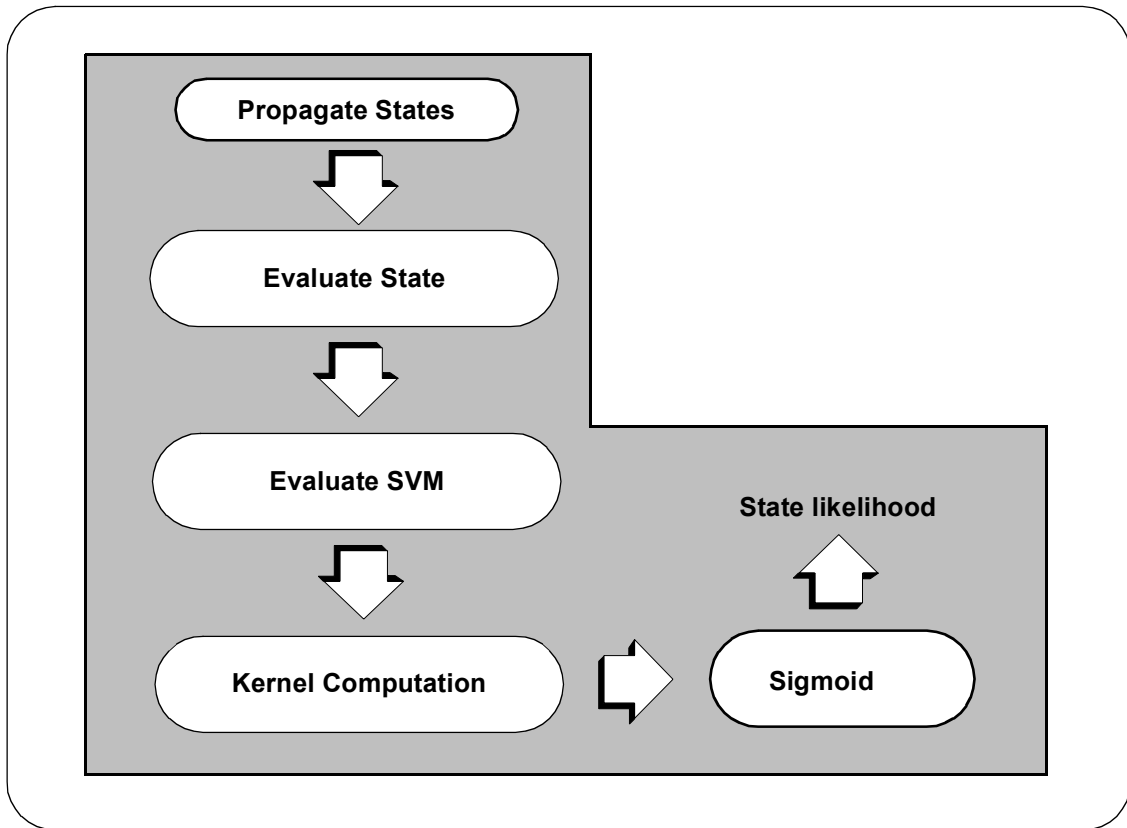 Propagate States
Evaluate State
Evaluate SVM
Kernel Computation
Sigmoid
State likelihood